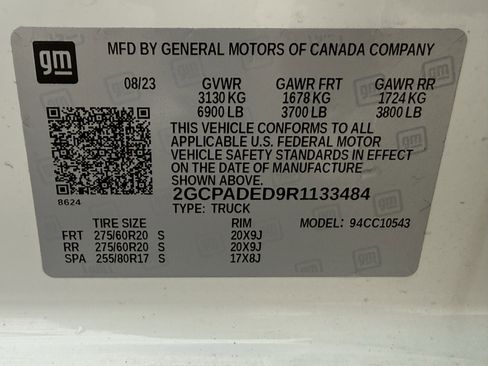 gm
MFD BY GENERAL MOTORS OF CANADA COMPANY
08/23 GVWR GAWR FRT GAWR RR
3130 KG 1678 KG 1724 KG
6900 LB 3700 LB 3800 LB
THIS VEHICLE CONFORMS TO ALL
APPLICABLE U.S. FEDERAL MOTOR
VEHICLE SAFETY STANDARDS IN EFFECT
ON THE DATE OF MANUFACTURE
SHOWN ABOVE.
8624
2GCPADED9R1133484
TYPE: TRUCK
TIRE SIZE RIM MODEL: 94CC10543
FRT 275/60R20 S 20X9J
RR 275/60R20 S 20X9J
SPA 255/80R17 S 17X8J